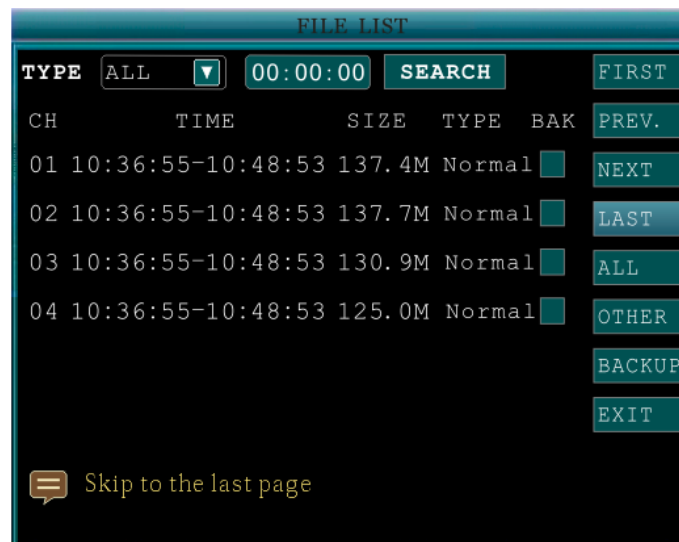 FILE LIST
TYPE ALL 00:00:00 SEARCH FIRST
CH TIME SIZE TYPE BAK PREV.
01 10:36:55-10:48:53 137.4M Normal NEXT
02 10:36:55-10:48:53 137.7M Normal LAST
03 10:36:55-10:48:53 130.9M Normal ALL
04 10:36:55-10:48:53 125.0M Normal OTHER
BACKUP
EXIT
Skip to the last page